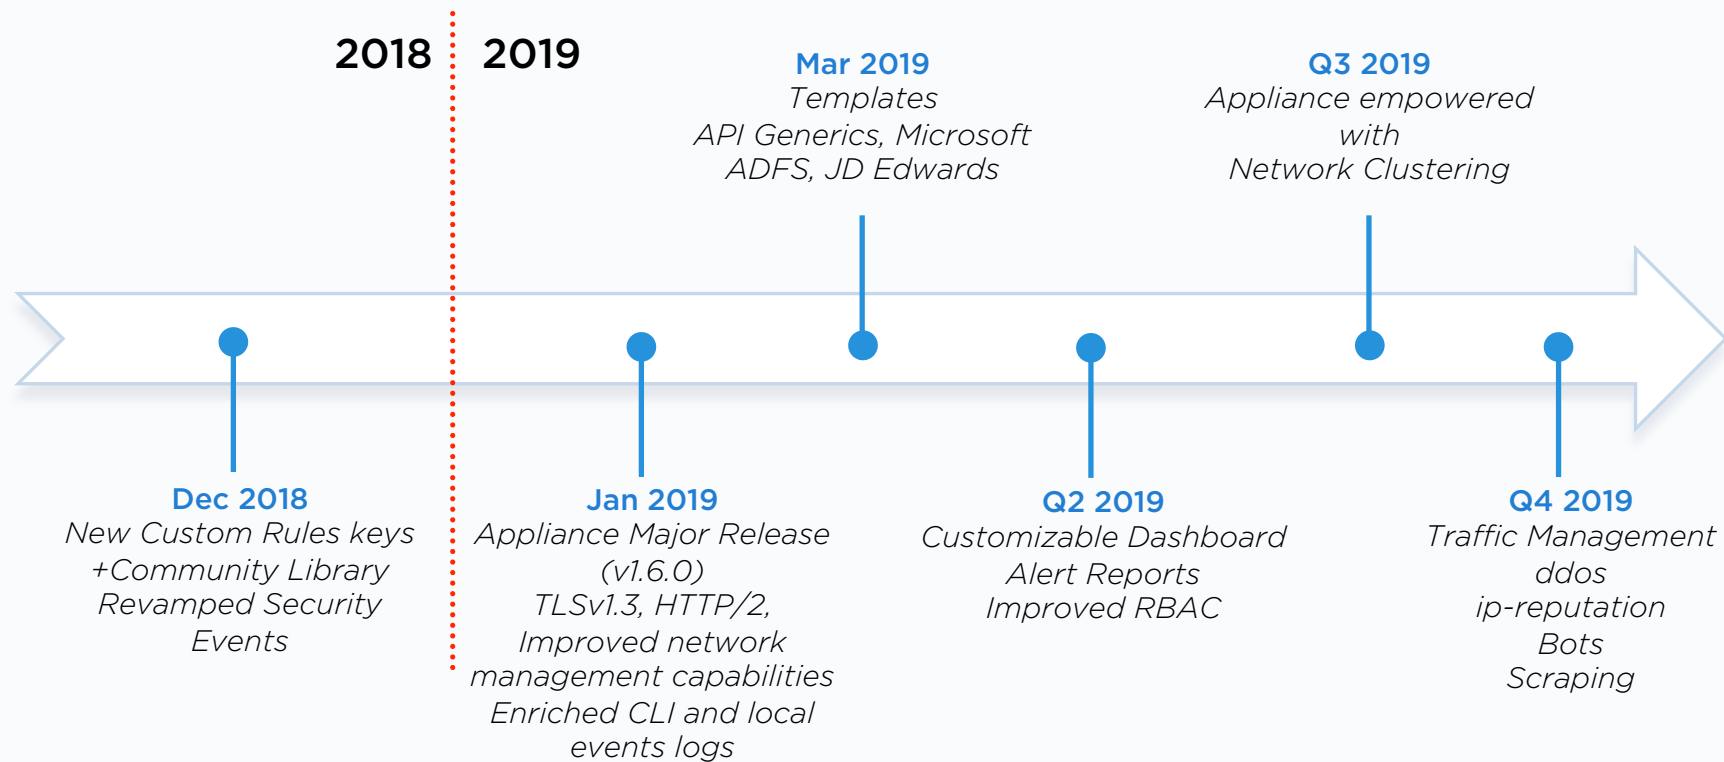 2018
2019
Mar 2019
Templates
API Generics, Microsoft
ADFS, JD Edwards
Q3 2019
Appliance empowered
with
Network Clustering
Dec 2018
New Custom Rules keys
+Community Library
Revamped Security
Events
Jan 2019
Appliance Major Release
(v1.6.0)
TLSv1.3, HTTP/2,
Improved network
management capabilities
Enriched CLI and local
events logs
Q2 2019
Customizable Dashboard
Alert Reports
Improved RBAC
Q4 2019
Traffic Management
ddos
ip-reputation
Bots
Scraping